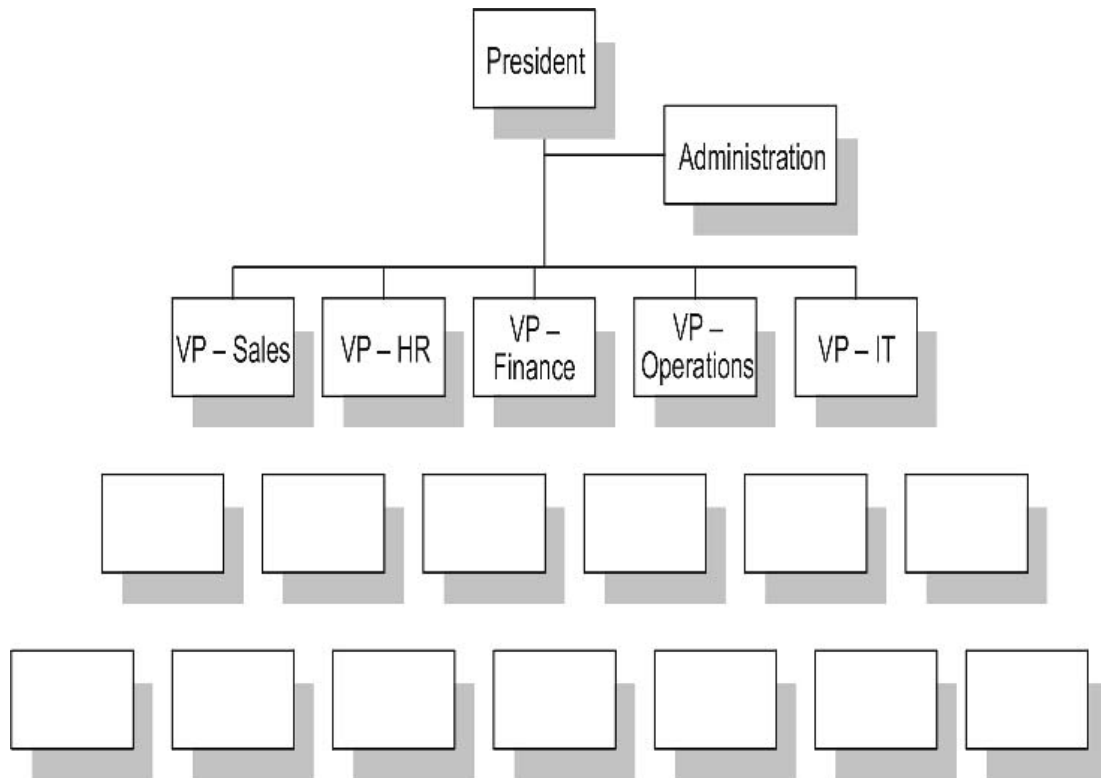 President
Administration
VP – Sales
VP – HR
VP –
Finance
VP –
Operations
VP – IT